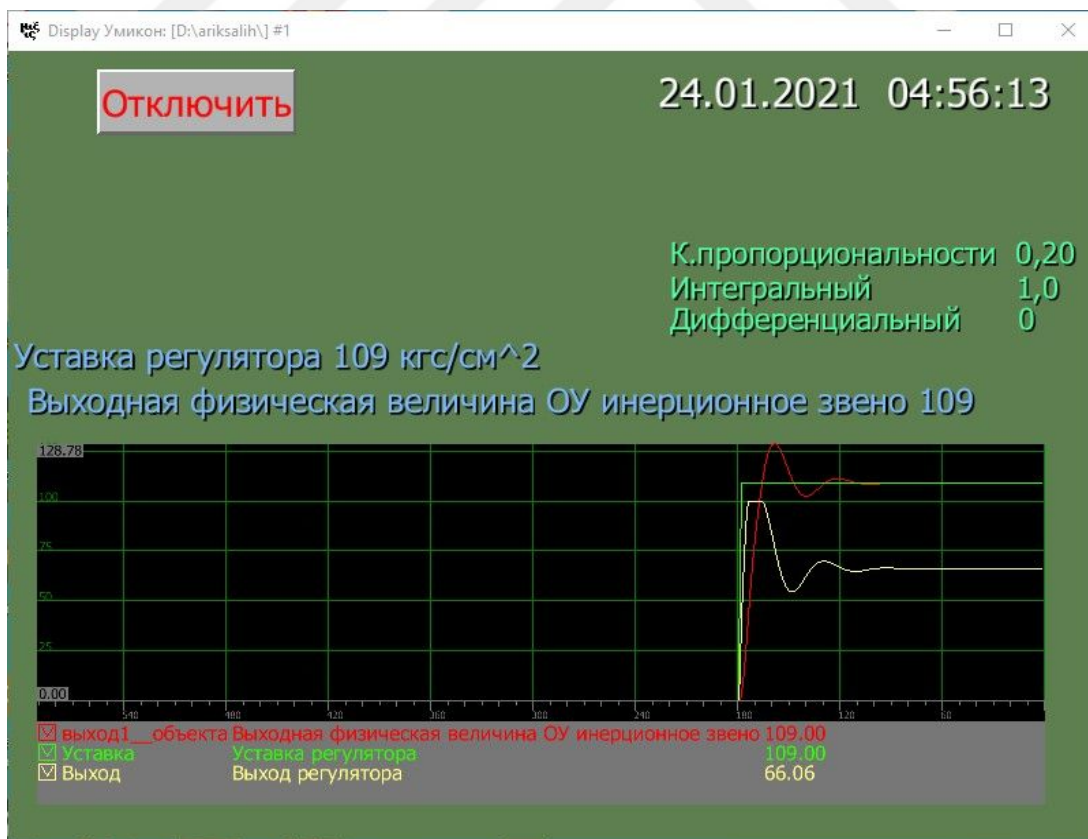 Display Умикон: [D:\ariksalih\] #1
Отключить
24.01.2021 04:56:13
К.пропорциональности 0,20
Интегральный 1,0
Дифференциальный 0
Уставка регулятора 109 кгс/см^2
Выходная физическая величина ОУ инерционное звено 109
128.78
100
75
50
25
0.00
540 480 420 360 300 240 180 120 60
выход1__объекта Выходная физическая величина ОУ инерционное звено 109.00
Уставка Уставка регулятора 109.00
Выход Выход регулятора 66.06